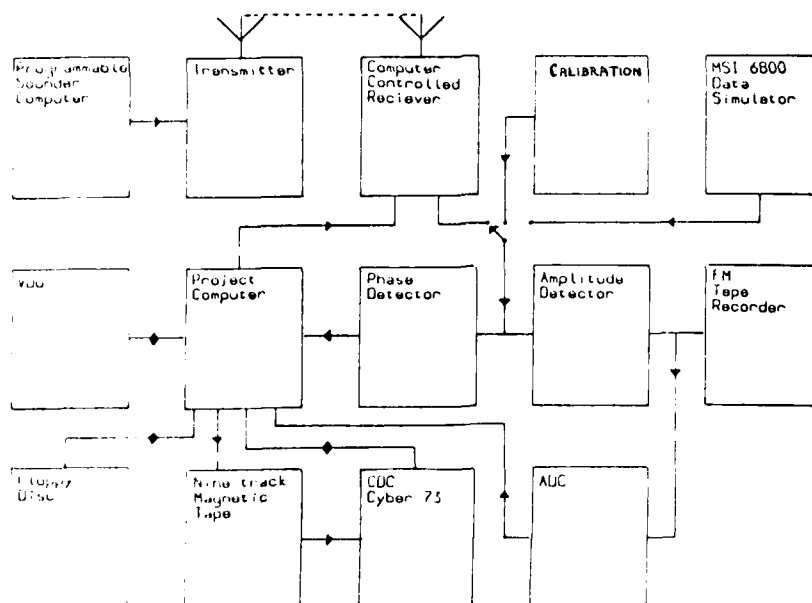 Programmable
Sounder
Computer
Transmitter
Computer
Controlled
Reciever
CALIBRATION
MSI 6800
Data
Simulator
VDU
Project
Computer
Phase
Detector
Amplitude
Detector
FM
Tape
Recorder
Floppy
Disc
Nine track
Magnetic
Tape
CDC
Cyber 73
ADC